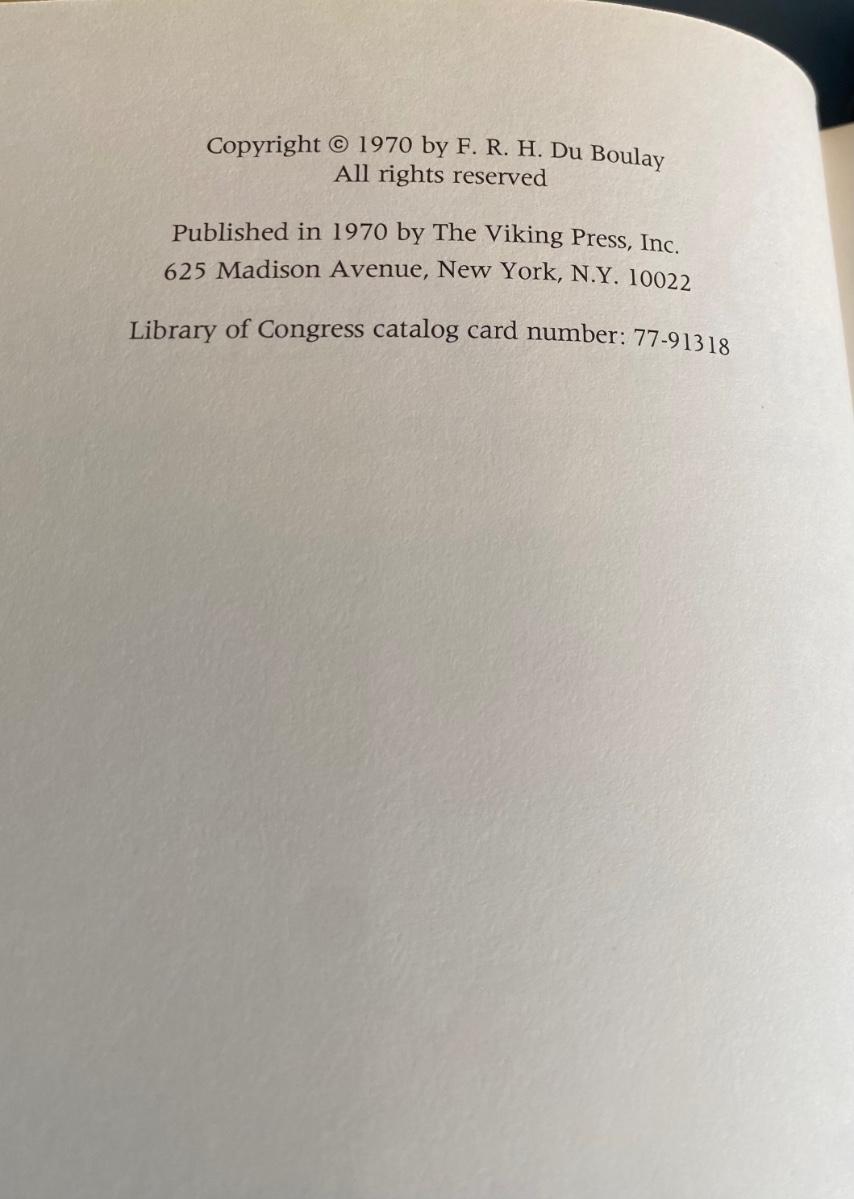 Copyright © 1970 by F. R. H. Du Boulay
All rights reserved
Published in 1970 by The Viking Press, Inc.
625 Madison Avenue, New York, N.Y. 10022
Library of Congress catalog card number: 77-91318